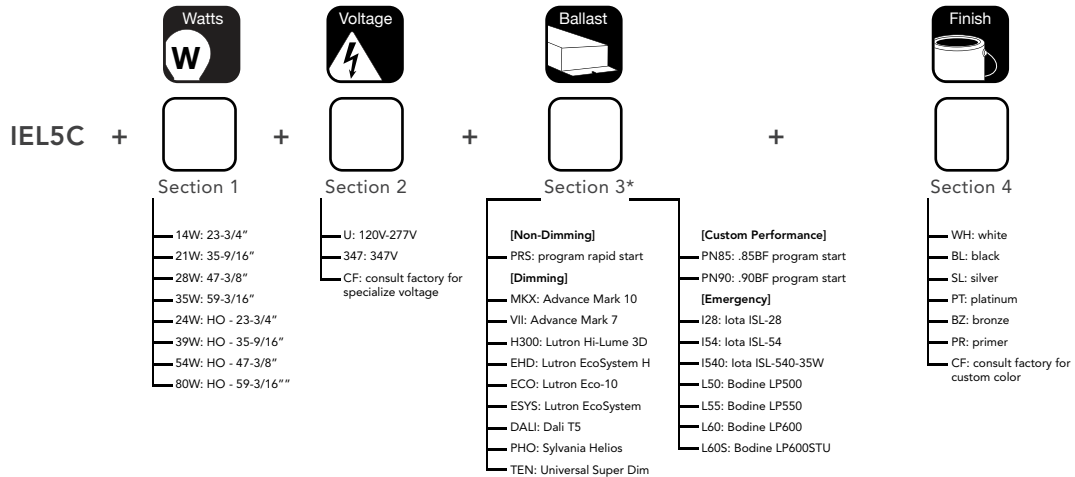 Watts
Voltage
Ballast
Finish
W
IEL5C + + + +
Section 1
Section 2
Section 3*
Section 4
14W: 23-3/4"
21W: 35-9/16"
28W: 47-3/8"
35W: 59-3/16"
24W: HO - 23-3/4"
39W: HO - 35-9/16"
54W: HO - 47-3/8"
80W: HO - 59-3/16""
U: 120V-277V
347: 347V
CF: consult factory for
specialize voltage
[Non-Dimming]
PRS: program rapid start
[Dimming]
MKX: Advance Mark 10
VII: Advance Mark 7
H300: Lutron Hi-Lume 3D
EHD: Lutron EcoSystem H
ECO: Lutron Eco-10
ESYS: Lutron EcoSystem
DALI: Dali T5
PHO: Sylvania Helios
TEN: Universal Super Dim
[Custom Performance]
PN85: .85BF program start
PN90: .90BF program start
[Emergency]
I28: Iota ISL-28
I54: Iota ISL-54
I540: Iota ISL-540-35W
L50: Bodine LP500
L55: Bodine LP550
L60: Bodine LP600
L60S: Bodine LP600STU
WH: white
BL: black
SL: silver
PT: platinum
BZ: bronze
PR: primer
CF: consult factory for
custom color